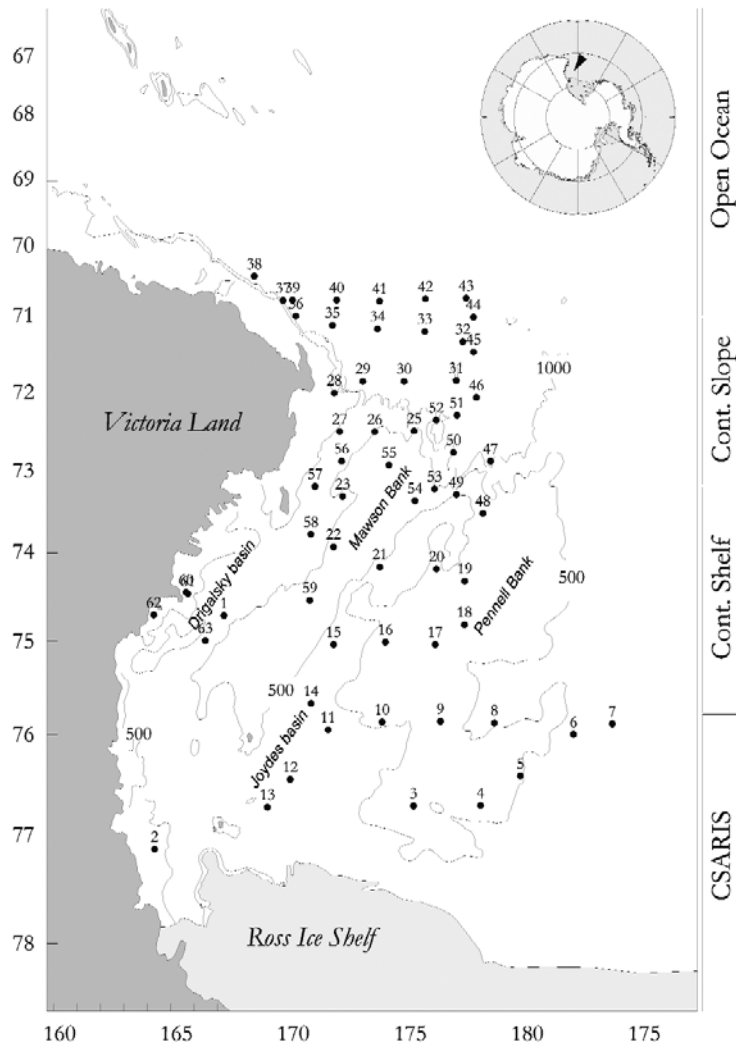 67
68
69
70
71
72
73
74
75
76
77
78
160 165 170 175 180 175
Open Ocean
Cont. Slope
Cont. Shelf
CSARIS
38
37 39 40 41 42 43
36 35 34 33 44
32
45
28 29 30 31 46
1000
27 26 25 52 51
56 55 50 47
57 23 54 53 49 48
58 22 21 20 19
59 18
62 61 1
63
15 16 17
500
500
14
11 10 9 8 7
6
500
12 5
13 3 4
2
Victoria Land
Mawson Bank
Drigalsky basin
Pennell Bank
Joydes basin
Ross Ice Shelf